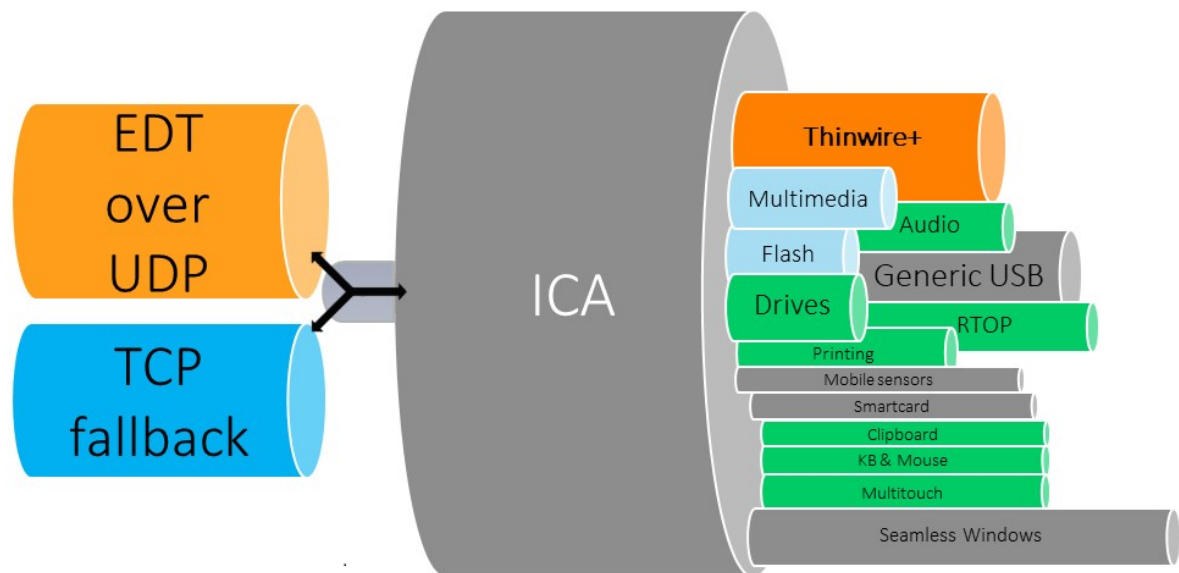 EDT
over
UDP
TCP
fallback
ICA
Thinwire+
Multimedia
Audio
Flash
Generic USB
Drives
RTOP
Printing
Mobile sensors
Smartcard
Clipboard
KB & Mouse
Multitouch
Seamless Windows